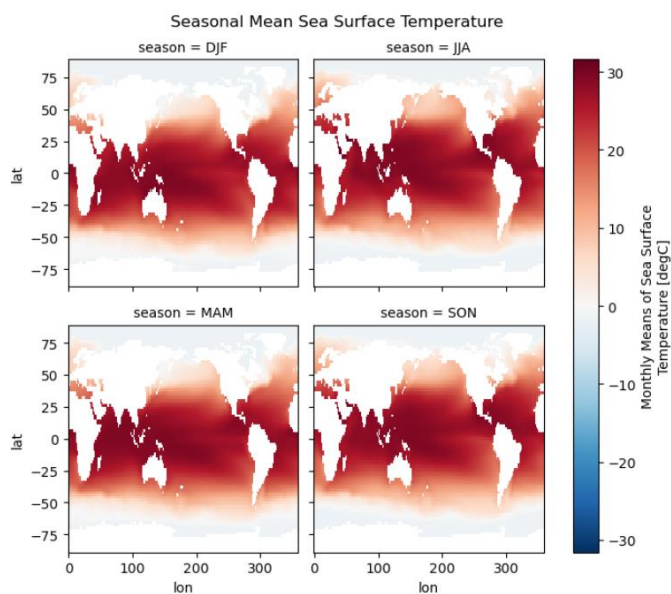 Seasonal Mean Sea Surface Temperature
season = DJF
season = JJA
75
50
25
0
−25
−50
−75
lat
season = MAM
season = SON
75
50
25
0
−25
−50
−75
lat
0
100
200
300
lon
0
100
200
300
lon
30
20
10
0
−10
−20
−30
Monthly Means of Sea Surface
Temperature [degC]